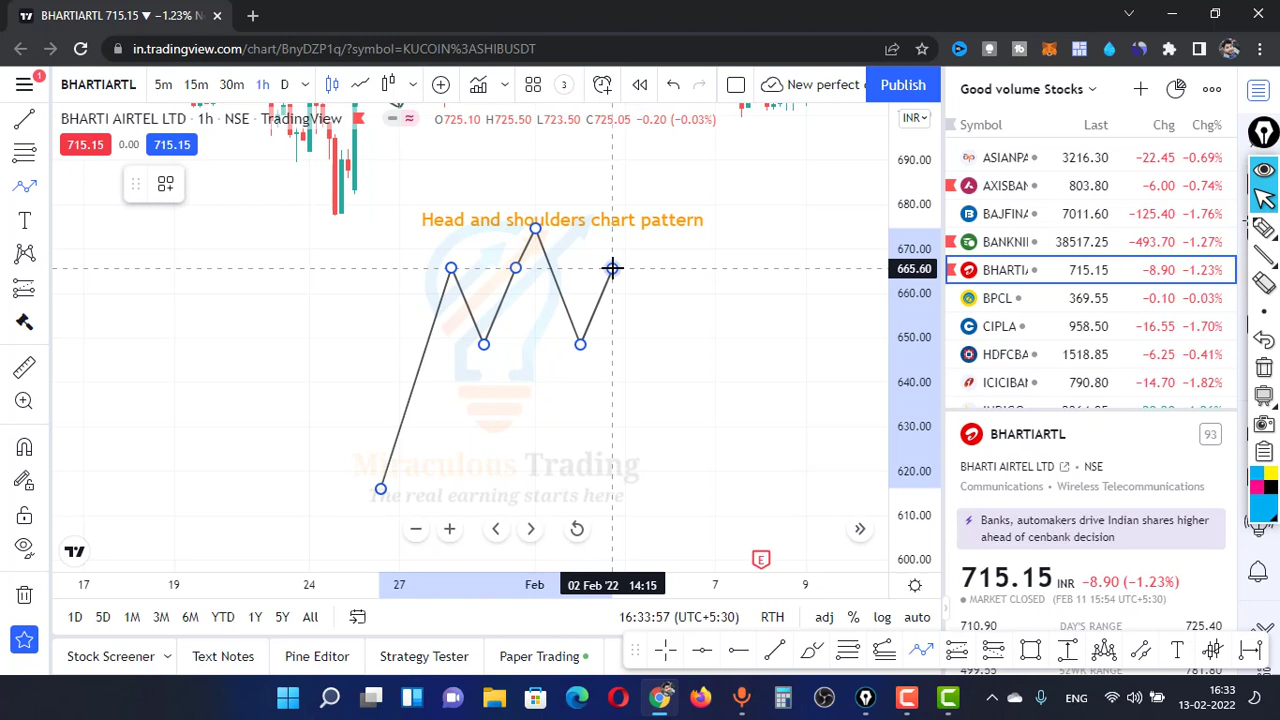 BHARTIARTL 715.15 ▼ −1.23% N
in.tradingview.com/chart/BnyDZP1q/?symbol=KUCOIN%3ASHIBUSDT
1
BHARTIARTL 5m 15m 30m 1h D 3 New perfect c Publish
BHARTI AIRTEL LTD • 1h • NSE • TradingView O725.10 H725.50 L723.50 C725.05 −0.20 (−0.03%) INR
715.15 0.00 715.15
Head and shoulders chart pattern
Miraculous Trading
The real earning starts here
690.00
680.00
670.00
665.60
660.00
650.00
640.00
630.00
620.00
610.00
600.00
E
17 19 24 27 Feb 02 Feb '22 14:15 7 9
1D 5D 1M 3M 6M YTD 1Y 5Y All 16:33:57 (UTC+5:30) RTH adj % log auto
Stock Screener Text Notes Pine Editor Strategy Tester Paper Trading
Good volume Stocks
Symbol Last Chg Chg%
ASIANPA 3216.30 −22.45 −0.69%
AXISBAN 803.80 −6.00 −0.74%
BAJFINA 7011.60 −125.40 −1.76%
BANKNII 38517.25 −493.70 −1.27%
BHARTIA 715.15 −8.90 −1.23%
BPCL 369.55 −0.10 −0.03%
CIPLA 958.50 −16.55 −1.70%
HDFCBA 1518.85 −6.25 −0.41%
ICICIBAN 790.80 −14.70 −1.82%
BHARTIARTL 93
BHARTI AIRTEL LTD • NSE
Communications • Wireless Telecommunications
Banks, automakers drive Indian shares higher
ahead of cenbank decision
715.15 INR −8.90 (−1.23%)
MARKET CLOSED (FEB 11 15:54 UTC+5:30)
710.90 DAY'S RANGE 725.40
ENG 16:33
13-02-2022